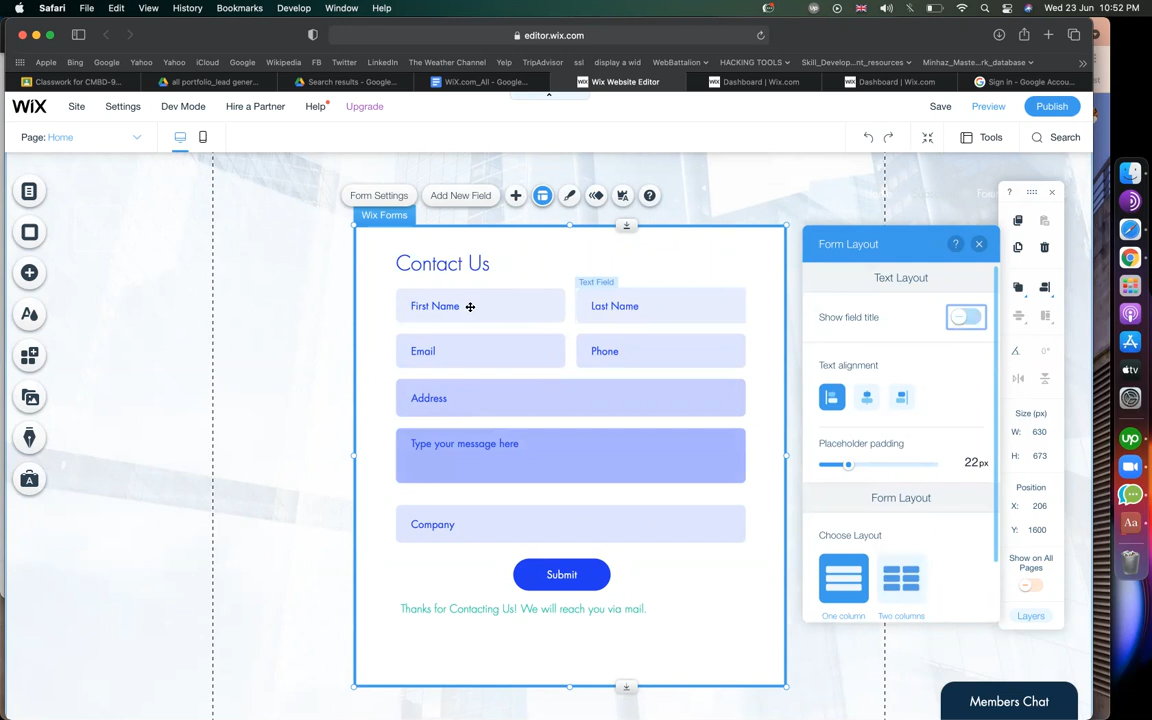 Safari File Edit View History Bookmarks Develop Window Help
Wed 23 Jun 10:52 PM
editor.wix.com
Apple Bing Google Yahoo Yahoo iCloud Google Wikipedia FB Twitter LinkedIn The Weather Channel Yelp TripAdvisor ssl display ad WebBattalion HACKING TOOLS Skill_Developm...nt_resources Minhaz_Maste...rk_database
Classwork for CMBD-9... all portfolio_lead gener... Search results - Google... WiX.com_All - Google... Wix Website Editor Dashboard | Wix.com Dashboard | Wix.com Sign in - Google Accou...
WiX Site Settings Dev Mode Hire a Partner Help Upgrade Save Preview Publish
Page: Home Tools Search
Form Settings Add New Field
Wix Forms
Contact Us
Text Field
First Name Last Name
Email Phone
Address
Type your message here
Company
Submit
Thanks for Contacting Us! We will reach you via mail.
Form Layout
Text Layout
Show field title
Text alignment
Placeholder padding
22px
Form Layout
Choose Layout
One column Two columns
0°
Size (px)
W: 630
H: 673
Position
X: 206
Y: 1600
Show on All
Pages
Layers
Members Chat